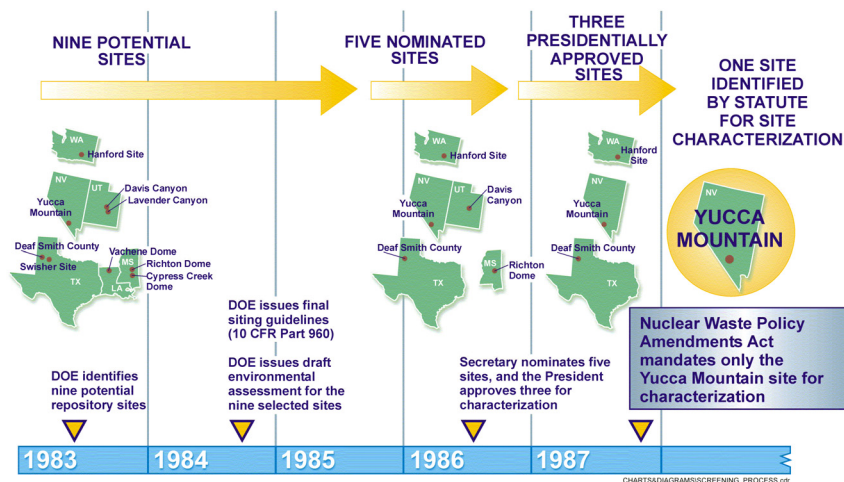 NINE POTENTIAL
SITES
FIVE NOMINATED
SITES
THREE
PRESIDENTIALLY
APPROVED
SITES
ONE SITE
IDENTIFIED
BY STATUTE
FOR SITE
CHARACTERIZATION
WA
Hanford Site
NV
UT
Davis Canyon
Lavender Canyon
Yucca
Mountain
Deaf Smith County
Swisher Site
TX
Vachene Dome
MS
Richton Dome
Cypress Creek
Dome
LA
WA
Hanford Site
NV
UT
Davis
Canyon
Yucca
Mountain
Deaf Smith County
TX
MS
Richton
Dome
WA
Hanford
Site
NV
Yucca
Mountain
Deaf Smith County
TX
NV
YUCCA
MOUNTAIN
DOE identifies
nine potential
repository sites
DOE issues final
siting guidelines
(10 CFR Part 960)
DOE issues draft
environmental
assessment for the
nine selected sites
Secretary nominates five
sites, and the President
approves three for
characterization
Nuclear Waste Policy
Amendments Act
mandates only the
Yucca Mountain site for
characterization
1983
1984
1985
1986
1987
CHARTS&DIAGRAMS\SCREENING_PROCESS.cdr